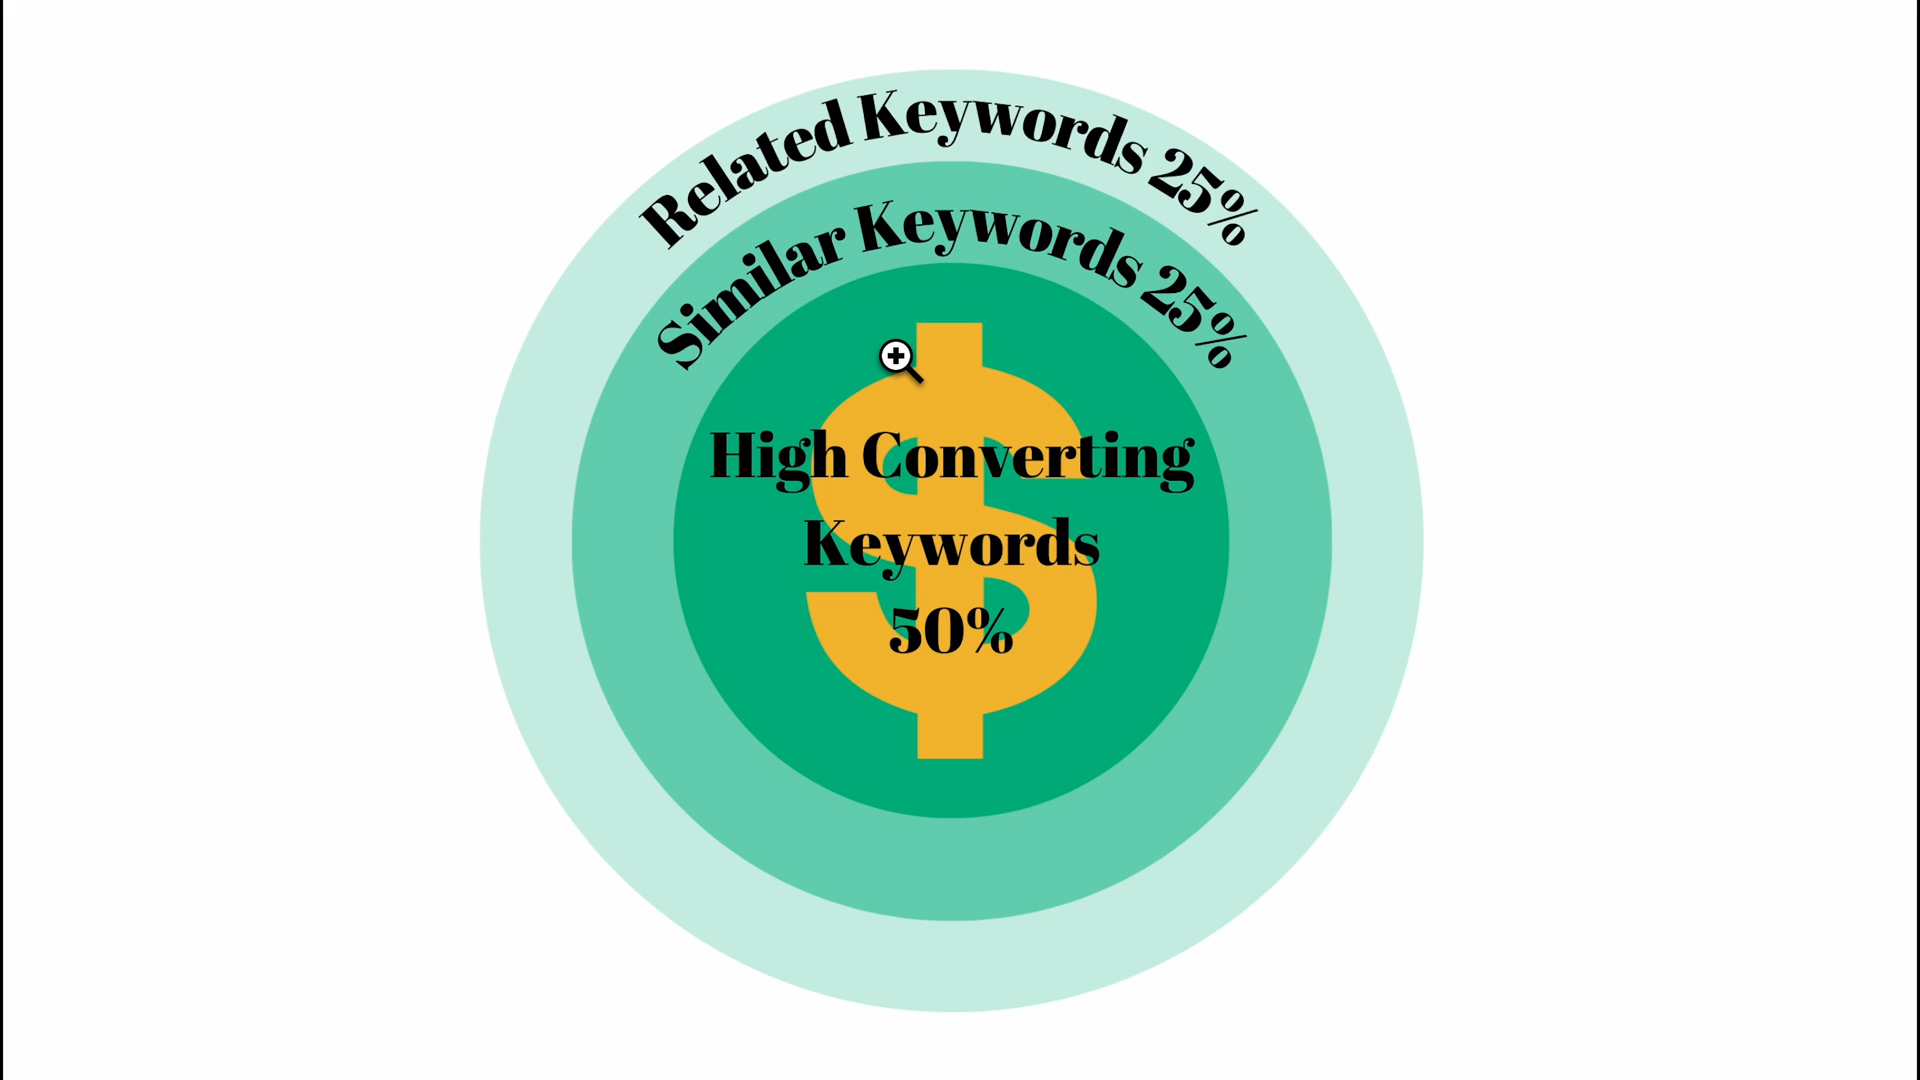 Related Keywords 25%
Similar Keywords 25%
High Converting
Keywords
50%